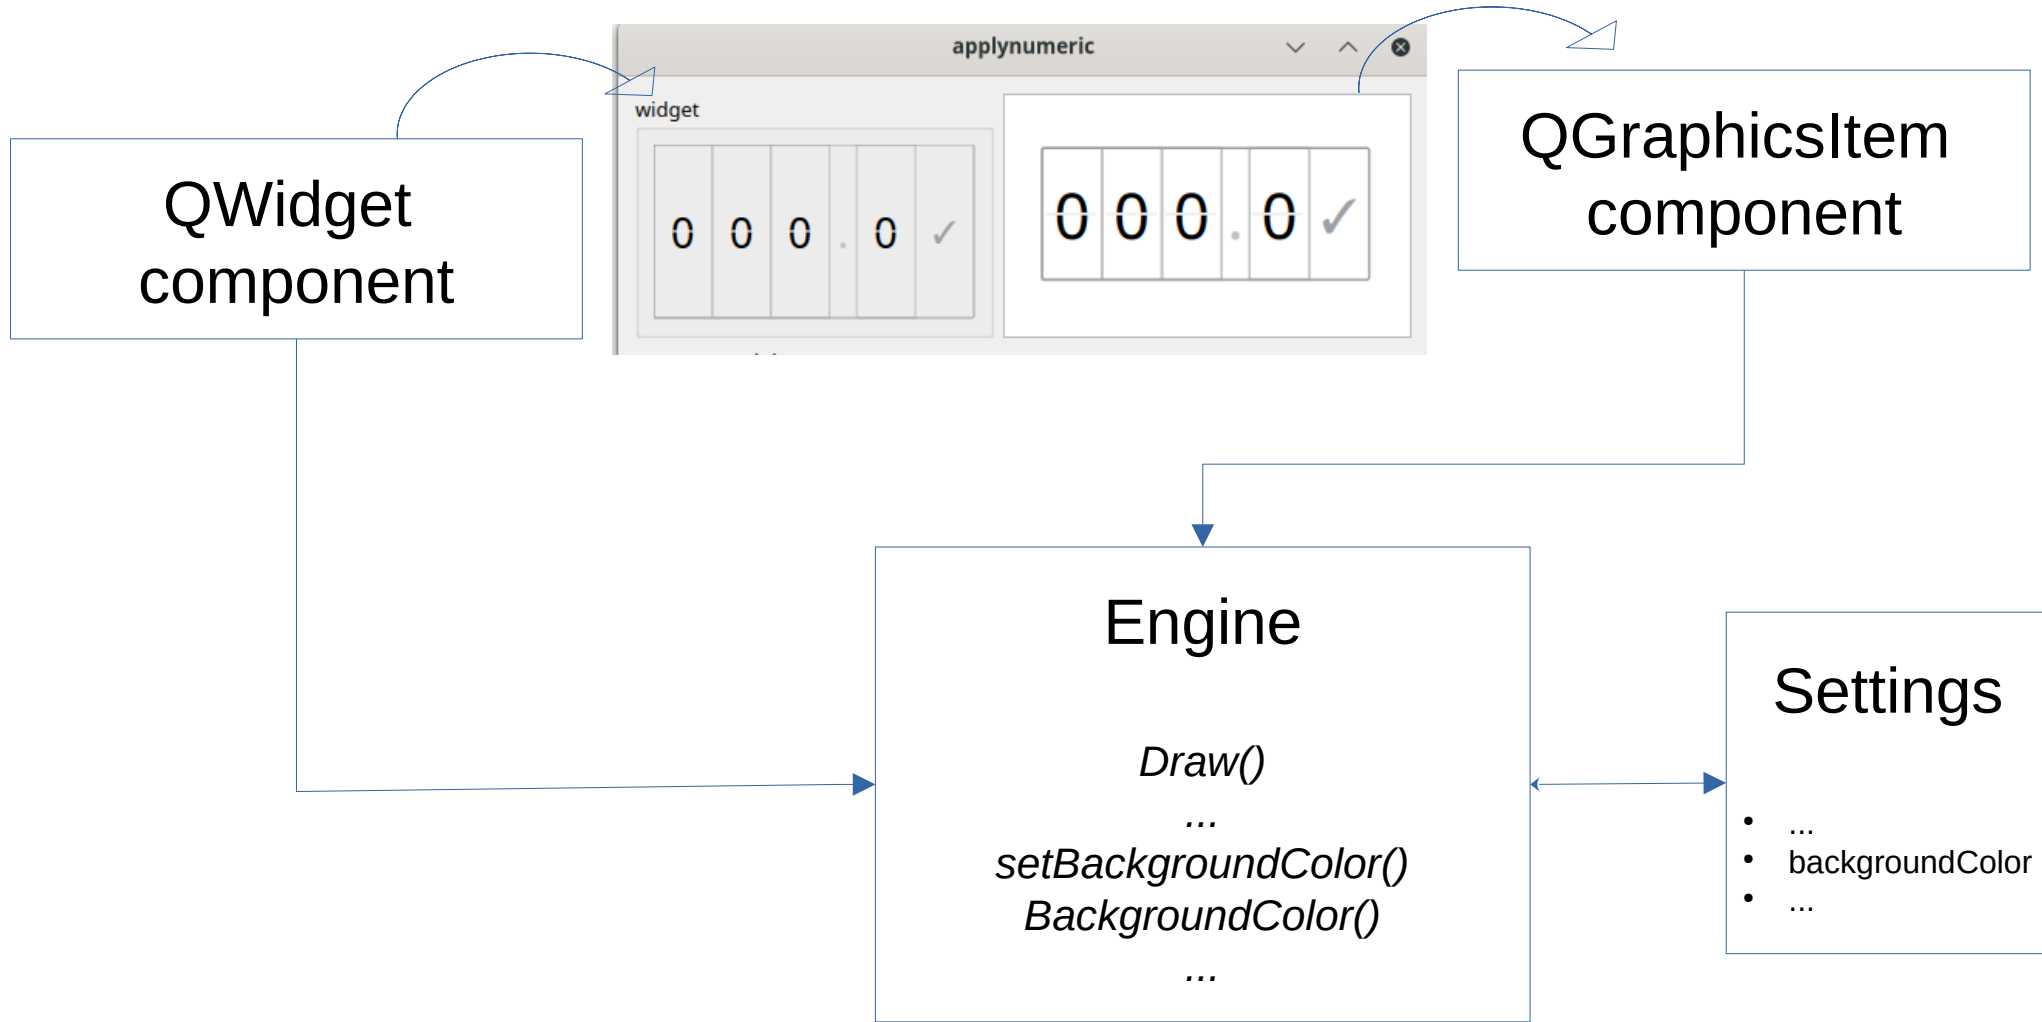 applynumeric
widget
0 0 0 . 0 ✓
0 0 0 . 0 ✓
QWidget
component
QGraphicsItem
component
Engine
Draw()
...
setBackgroundColor()
BackgroundColor()
...
Settings
• ...
• backgroundColor
• ...